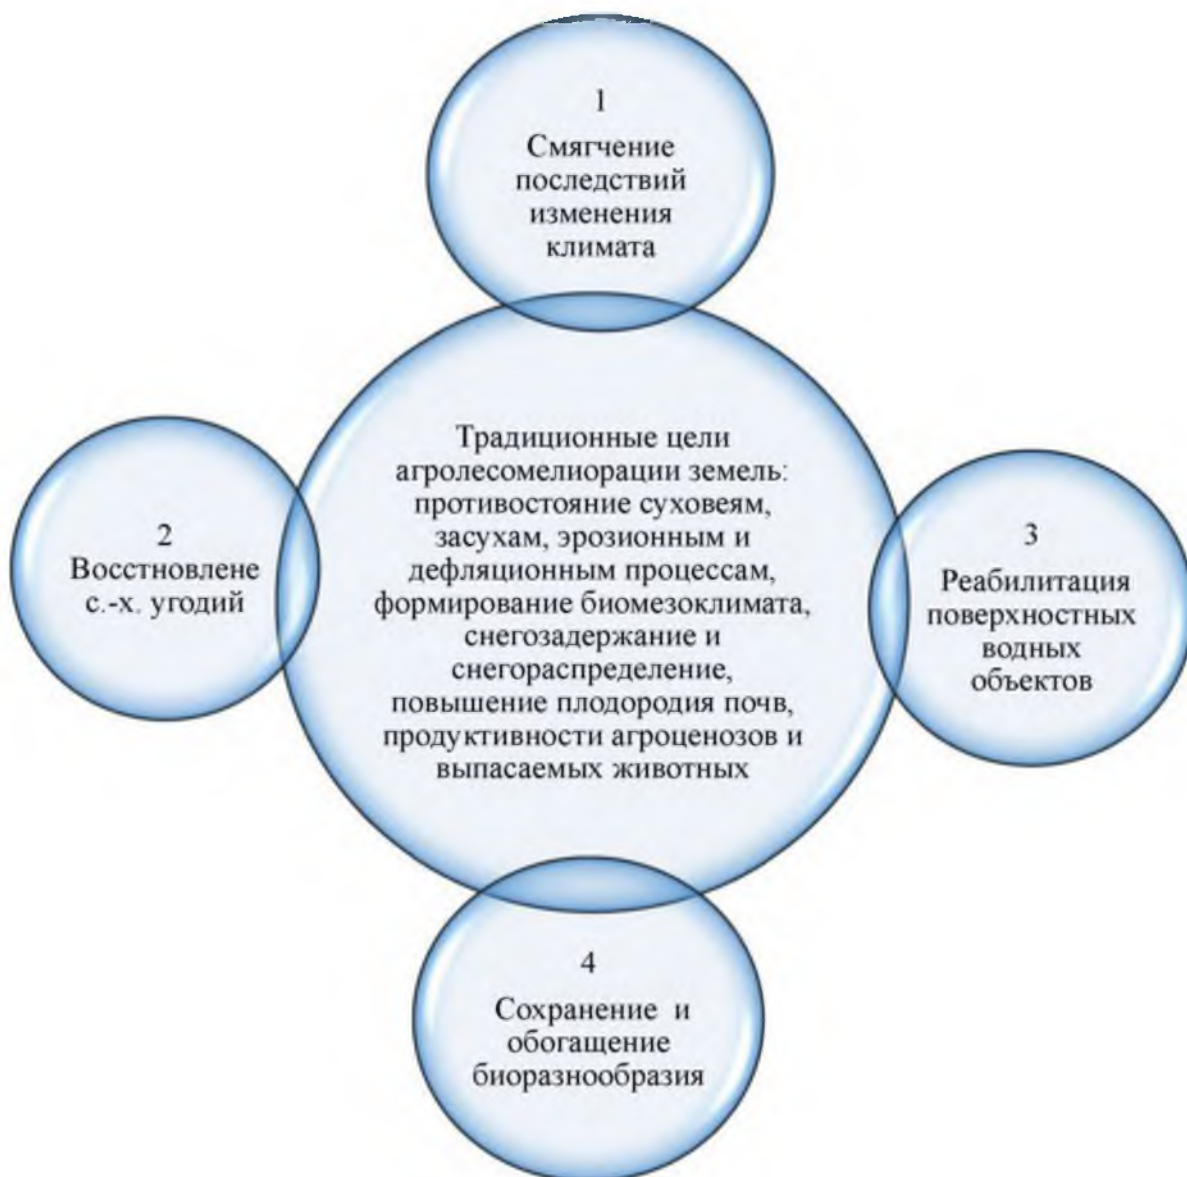 1
Смягчение
последствий
изменения
климата
Традиционные цели
агролесомелиорации земель:
противостояние суховеям,
засухам, эрозионным и
дефляционным процессам,
формирование биомезоклимата,
снегозадержание и
снегораспределение,
повышение плодородия почв,
продуктивности агроценозов и
выпасаемых животных
2
Восстновлене
с.-х. угодий
3
Реабилитация
поверхностных
водных
объектов
4
Сохранение и
обогащение
биоразнообразия